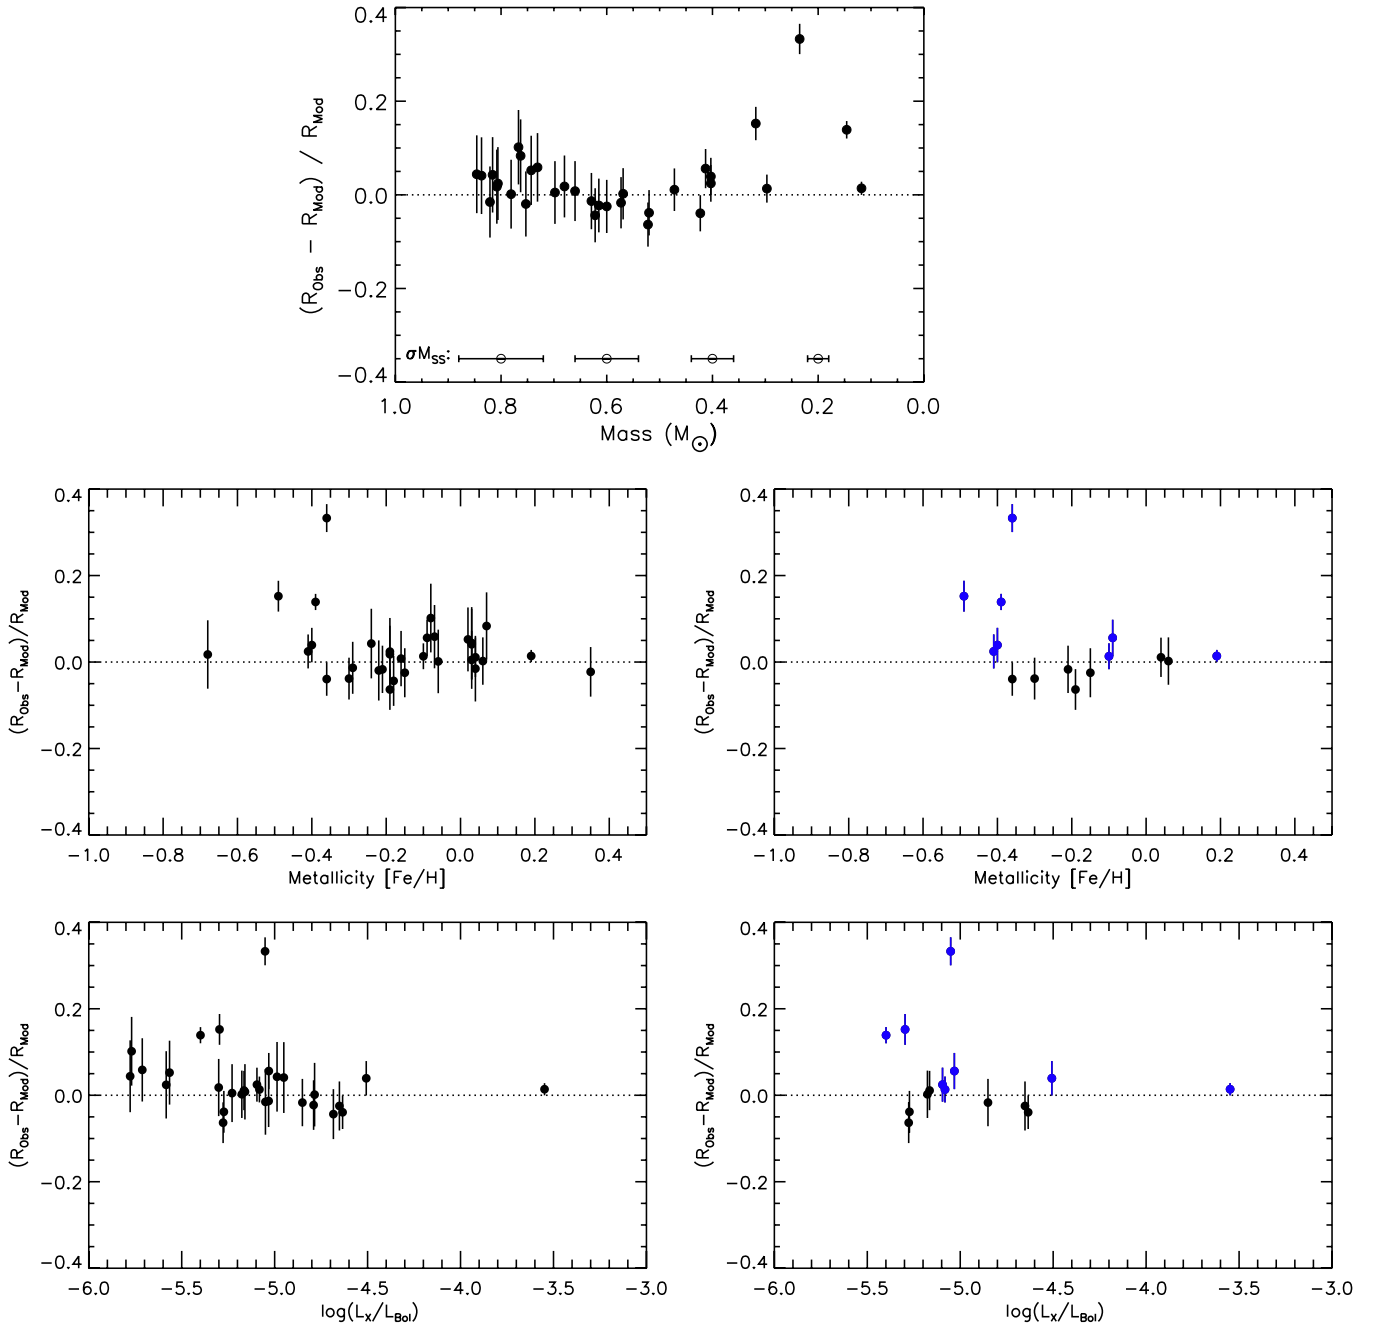 0.4
0.2
0.0
−0.2
−0.4
(R_Obs − R_Mod) / R_Mod
σM_SS:
1.0 0.8 0.6 0.4 0.2 0.0
Mass (M_⊙)
0.4
0.2
0.0
−0.2
−0.4
(R_Obs−R_Mod)/R_Mod
−1.0 −0.8 −0.6 −0.4 −0.2 0.0 0.2 0.4
Metallicity [Fe/H]
0.4
0.2
0.0
−0.2
−0.4
(R_Obs−R_Mod)/R_Mod
−1.0 −0.8 −0.6 −0.4 −0.2 0.0 0.2 0.4
Metallicity [Fe/H]
0.4
0.2
0.0
−0.2
−0.4
(R_Obs−R_Mod)/R_Mod
−6.0 −5.5 −5.0 −4.5 −4.0 −3.5 −3.0
log(L_X/L_Bol)
0.4
0.2
0.0
−0.2
−0.4
(R_Obs−R_Mod)/R_Mod
−6.0 −5.5 −5.0 −4.5 −4.0 −3.5 −3.0
log(L_X/L_Bol)